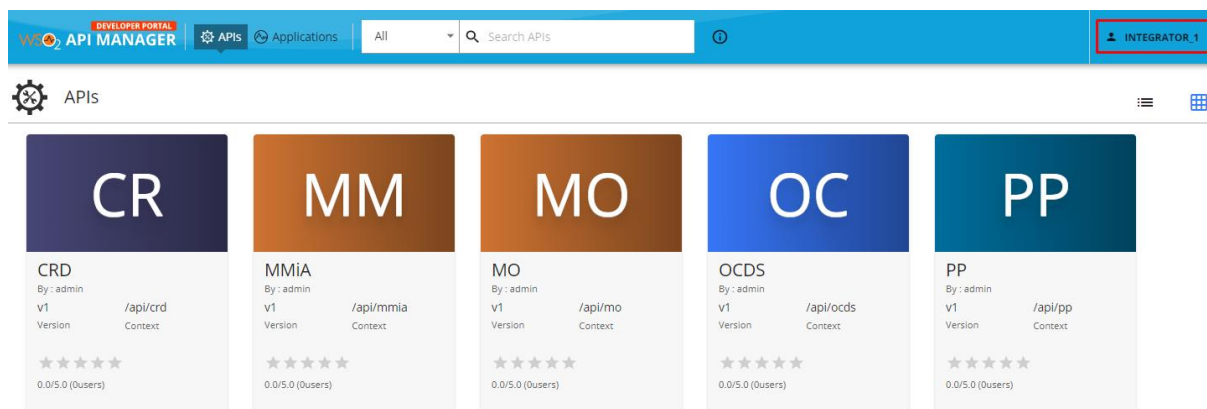 DEVELOPER PORTAL
WSO2 API MANAGER APIs Applications All Search APIs INTEGRATOR_1
APIs
CR MM MO OC PP
CRD MMiA MO OCDS PP
By : admin By : admin By : admin By : admin By : admin
v1 /api/crd v1 /api/mmia v1 /api/mo v1 /api/ocds v1 /api/pp
Version Context Version Context Version Context Version Context Version Context
0.0/5.0 (0users) 0.0/5.0 (0users) 0.0/5.0 (0users) 0.0/5.0 (0users) 0.0/5.0 (0users)